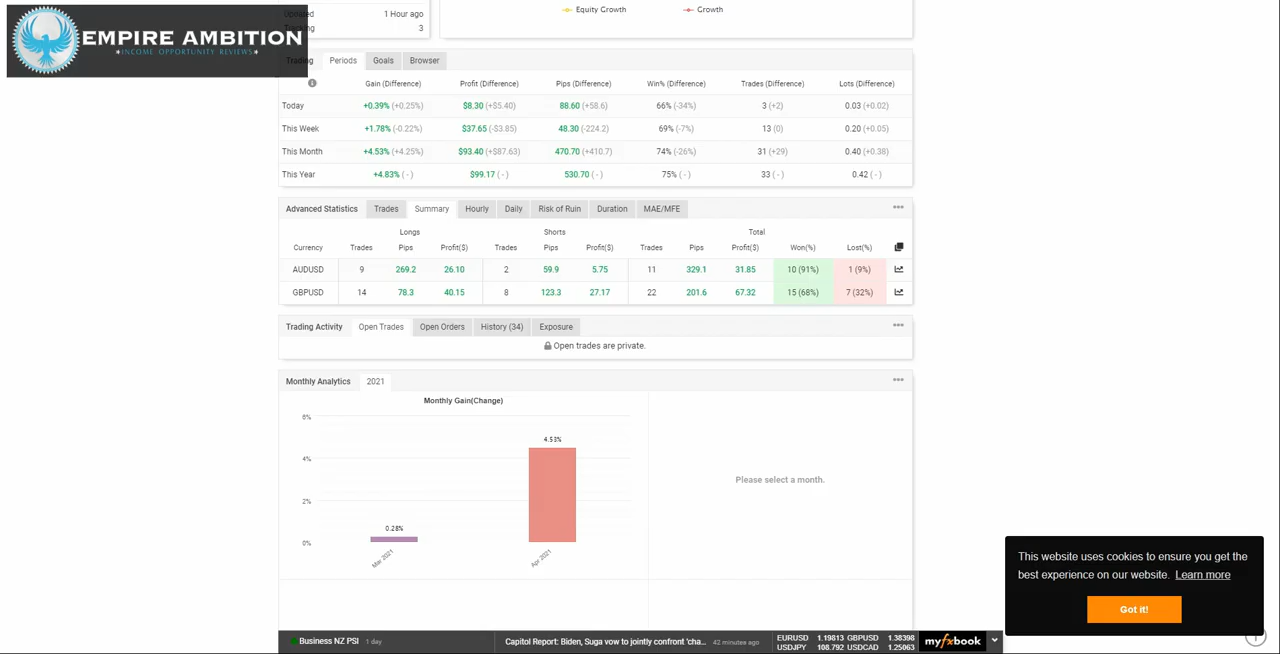 Updated 1 Hour ago
Tracking 3
Equity Growth Growth
EMPIRE AMBITION
*INCOME OPPORTUNITY REVIEWS*
Trading Periods Goals Browser
Gain (Difference) Profit (Difference) Pips (Difference) Win% (Difference) Trades (Difference) Lots (Difference)
Today +0.39% (+0.25%) $8.30 (+$5.40) 88.60 (+58.6) 66% (-34%) 3 (+2) 0.03 (+0.02)
This Week +1.78% (-0.22%) $37.65 (-$3.85) 48.30 (-224.2) 69% (-7%) 13 (0) 0.20 (+0.05)
This Month +4.53% (+4.25%) $93.40 (+$87.63) 470.70 (+410.7) 74% (-26%) 31 (+29) 0.40 (+0.38)
This Year +4.83% ( - ) $99.17 ( - ) 530.70 ( - ) 75% ( - ) 33 ( - ) 0.42 ( - )
Advanced Statistics Trades Summary Hourly Daily Risk of Ruin Duration MAE/MFE
Longs Shorts Total
Currency Trades Pips Profit($) Trades Pips Profit($) Trades Pips Profit($) Won(%) Lost(%)
AUDUSD 9 269.2 26.10 2 59.9 5.75 11 329.1 31.85 10 (91%) 1 (9%)
GBPUSD 14 78.3 40.15 8 123.3 27.17 22 201.6 67.32 15 (68%) 7 (32%)
Trading Activity Open Trades Open Orders History (34) Exposure
Open trades are private.
Monthly Analytics 2021
Monthly Gain(Change)
6%
4.53%
4%
Please select a month.
2%
0.28%
0%
Mar 2021 Apr 2021
This website uses cookies to ensure you get the
best experience on our website. Learn more
Got it!
Business NZ PSI 1 day
Capitol Report: Biden, Suga vow to jointly confront 'cha... 42 minutes ago
EURUSD 1.19813 GBPUSD 1.38398
USDJPY 108.792 USDCAD 1.25063
myfxbook